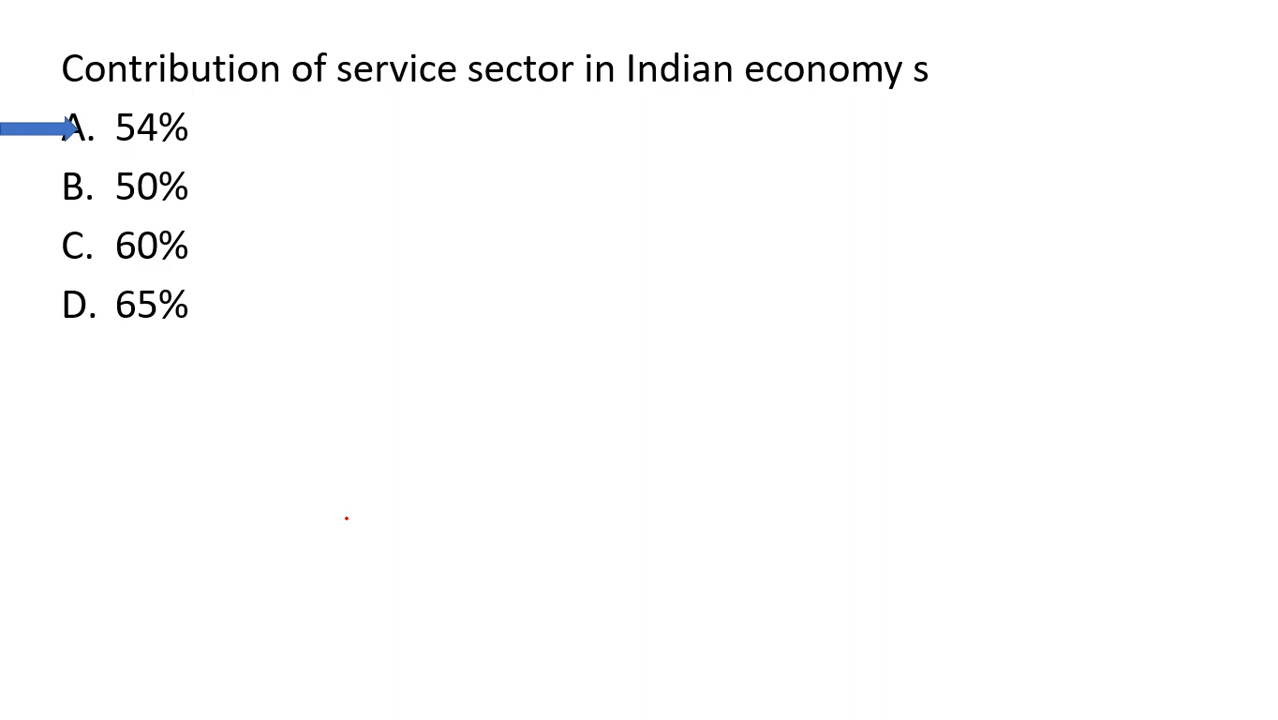 Contribution of service sector in Indian economy s
A. 54%
B. 50%
C. 60%
D. 65%